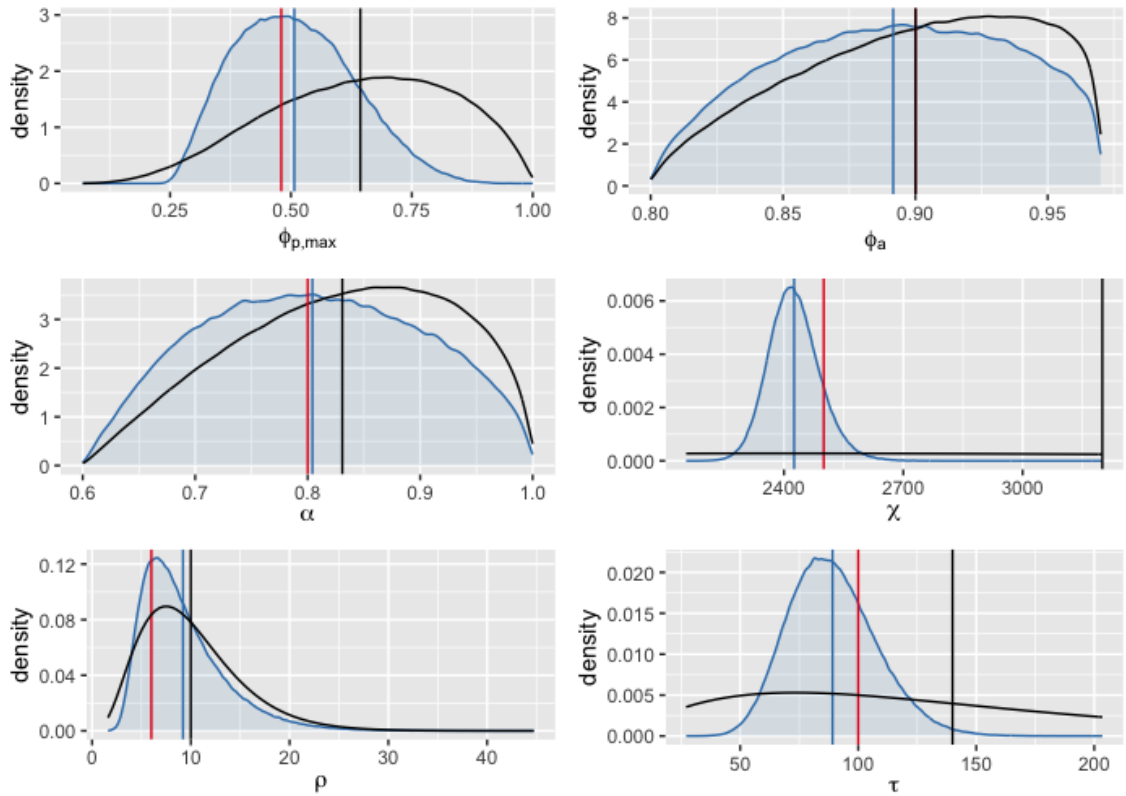 density
3
2
1
0
0.25 0.50 0.75 1.00
ϕp,max
density
8
6
4
2
0
0.80 0.85 0.90 0.95
ϕa
density
3
2
1
0
0.6 0.7 0.8 0.9 1.0
α
density
0.006
0.004
0.002
0.000
2400 2700 3000
χ
density
0.12
0.08
0.04
0.00
0 10 20 30 40
ρ
density
0.020
0.015
0.010
0.005
0.000
50 100 150 200
τ